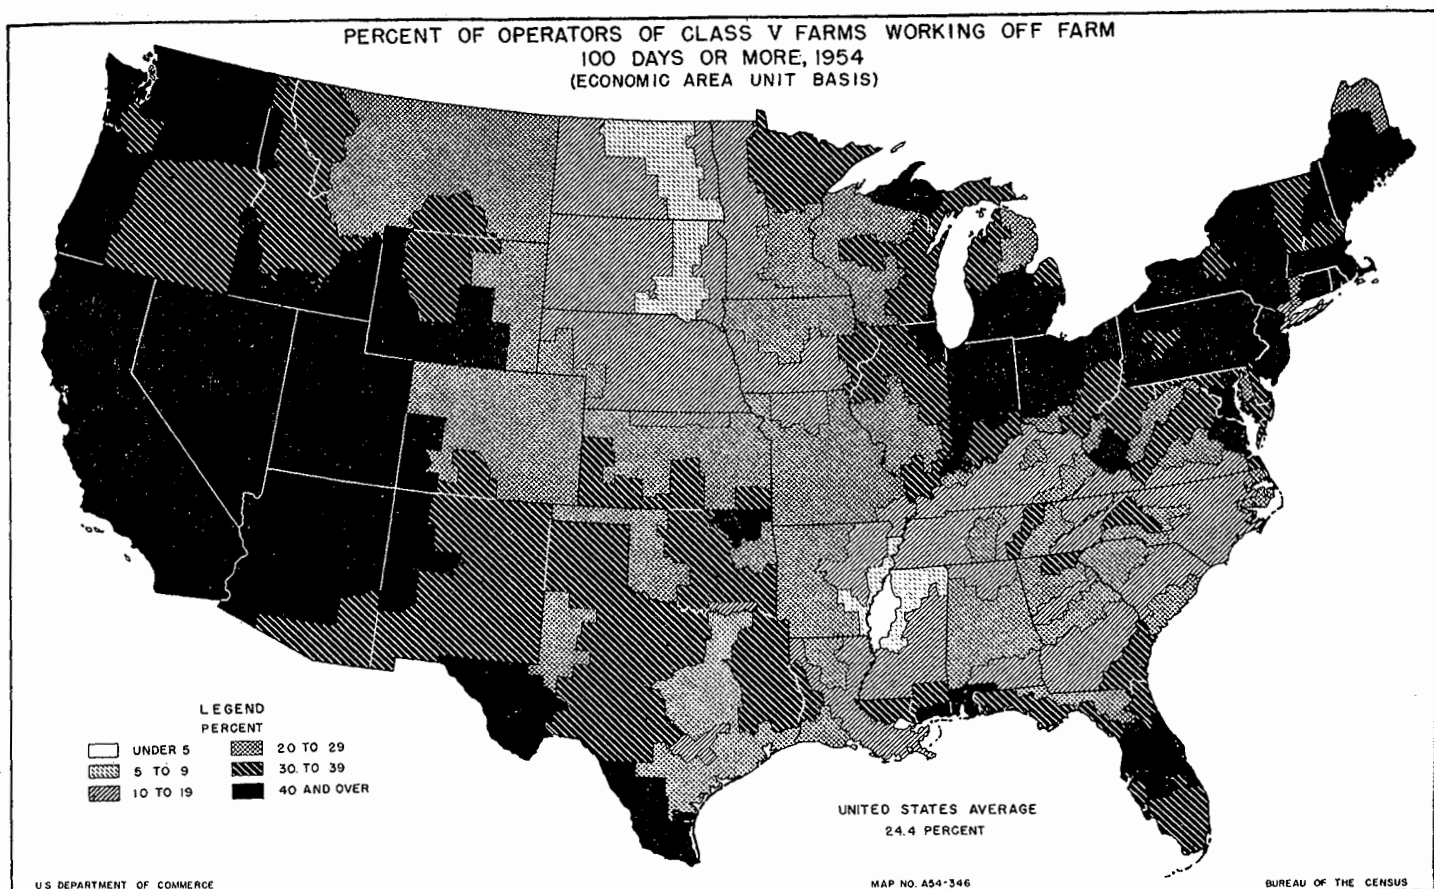 PERCENT OF OPERATORS OF CLASS V FARMS WORKING OFF FARM
100 DAYS OR MORE, 1954
(ECONOMIC AREA UNIT BASIS)
LEGEND
PERCENT
UNDER 5
20 TO 29
5 TO 9
30. TO 39
10 TO 19
40 AND OVER
UNITED STATES AVERAGE
24.4 PERCENT
U S DEPARTMENT OF COMMERCE
MAP NO. A54-346
BUREAU OF THE CENSUS